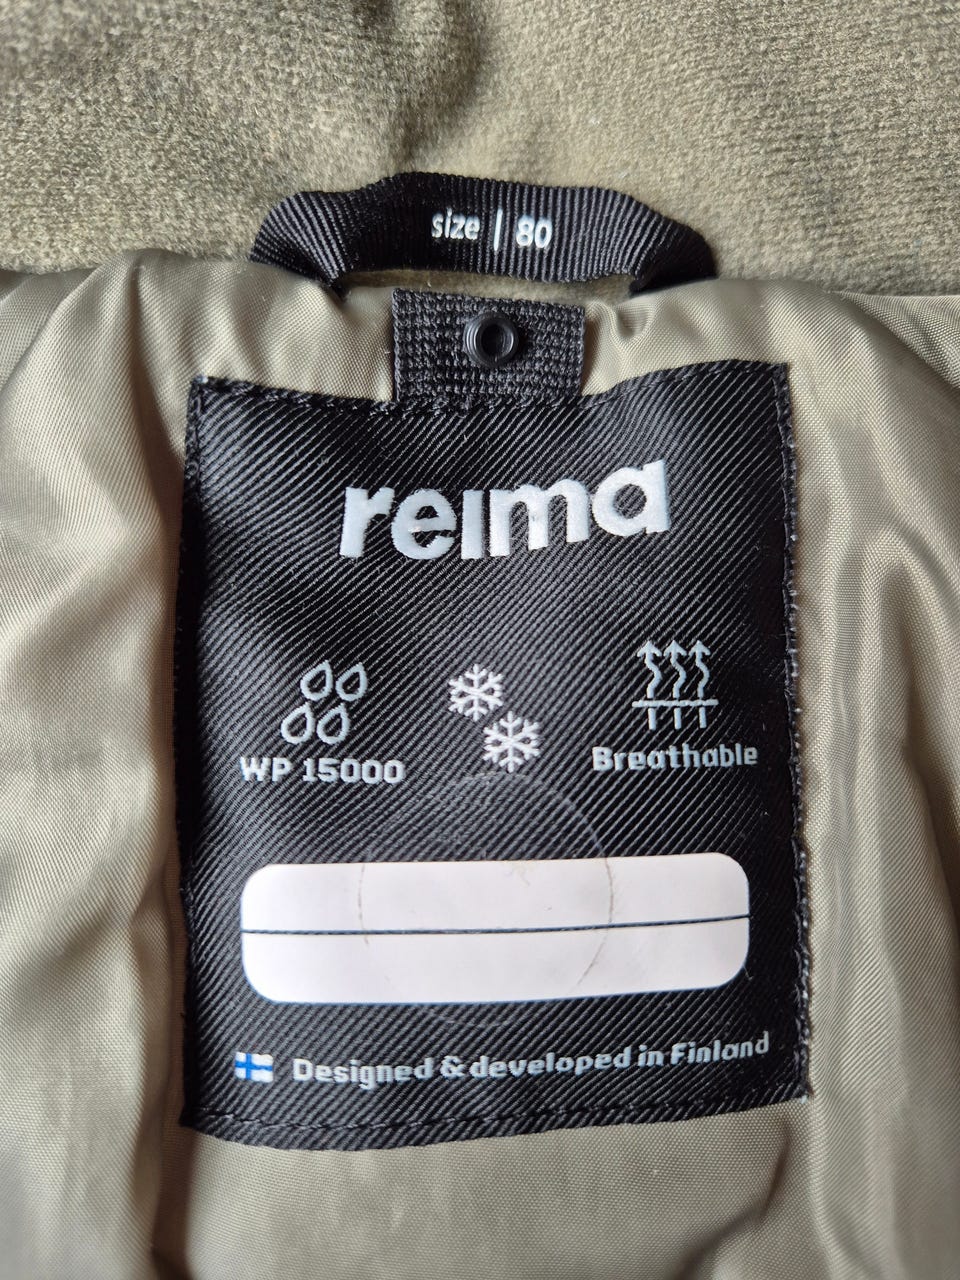 size | 80
reima
WP 15000
Breathable
Designed & developed in Finland